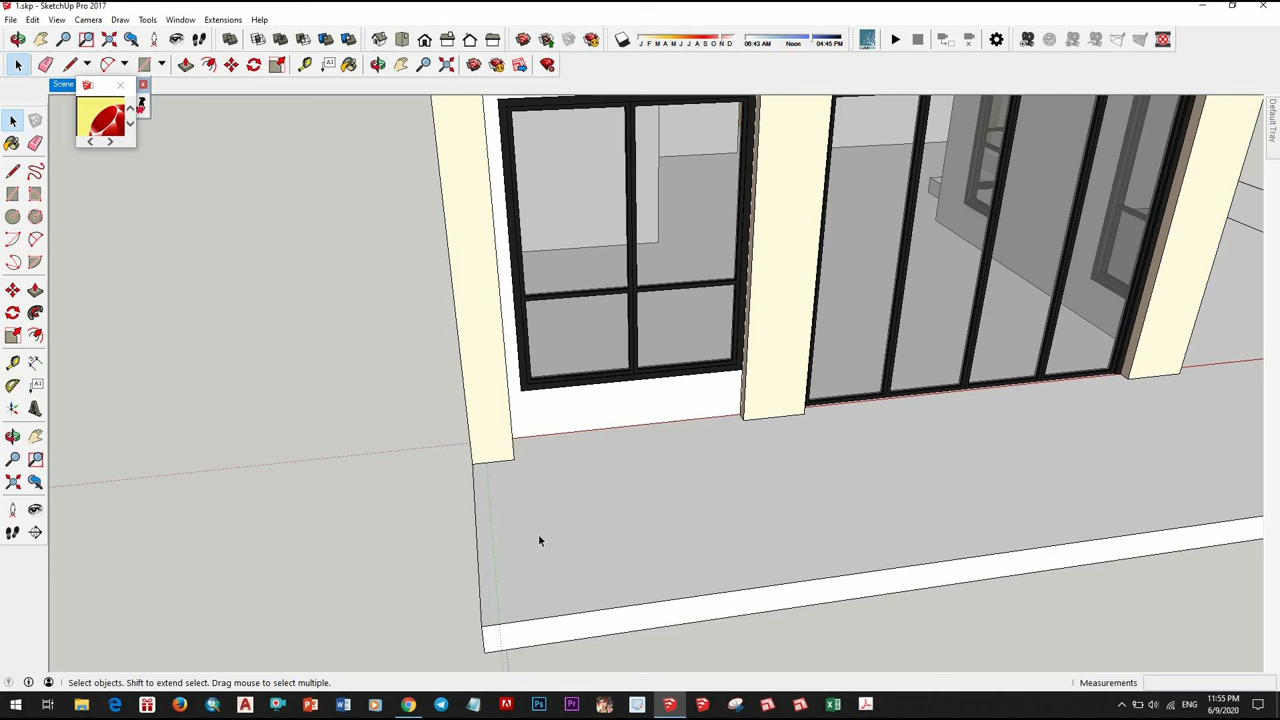 1.skp - SketchUp Pro 2017
File Edit View Camera Draw Tools Window Extensions Help
J F M A M J J A S O N D
06:43 AM Noon 04:45 PM
Scene
Default Tray
Select objects. Shift to extend select. Drag mouse to select multiple.
Measurements
11:55 PM
ENG
6/9/2020